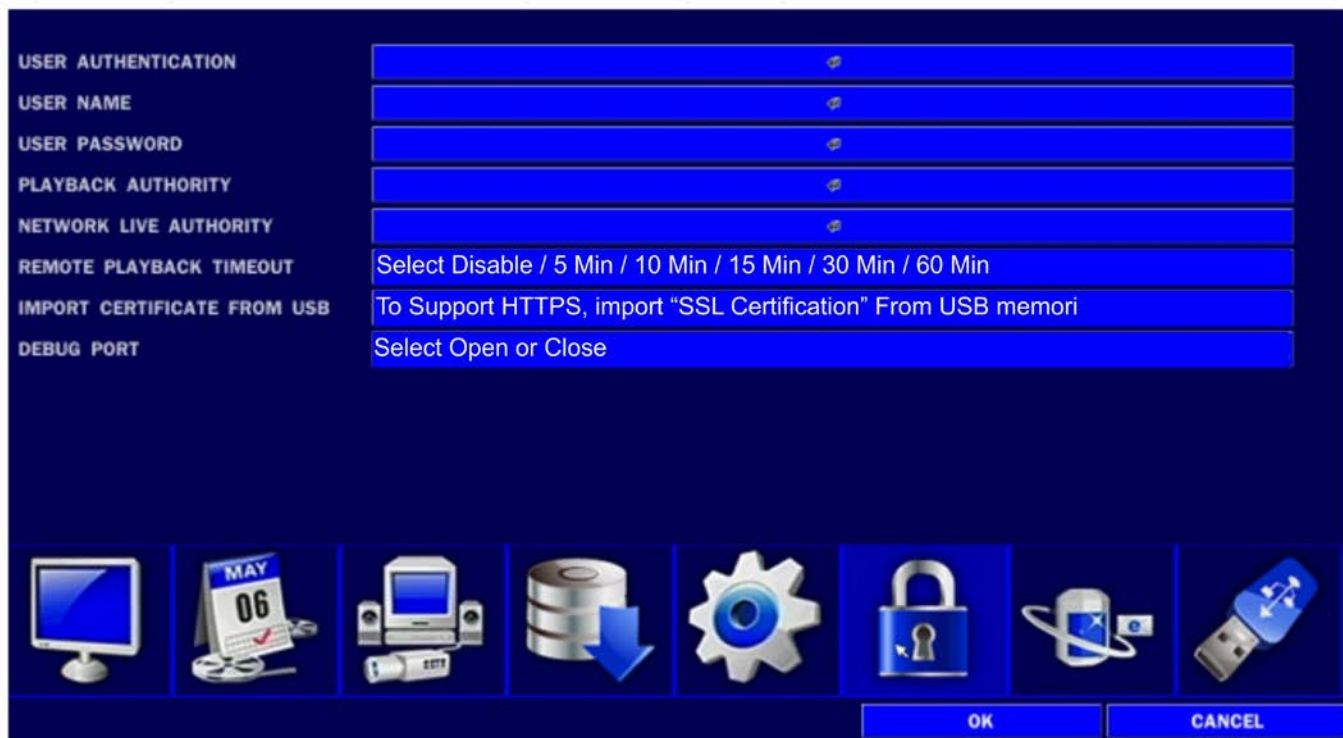 USER AUTHENTICATION
USER NAME
USER PASSWORD
PLAYBACK AUTHORITY
NETWORK LIVE AUTHORITY
REMOTE PLAYBACK TIMEOUT Select Disable / 5 Min / 10 Min / 15 Min / 30 Min / 60 Min
IMPORT CERTIFICATE FROM USB To Support HTTPS, import “SSL Certification” From USB memori
DEBUG PORT Select Open or Close
MAY
06
OK CANCEL